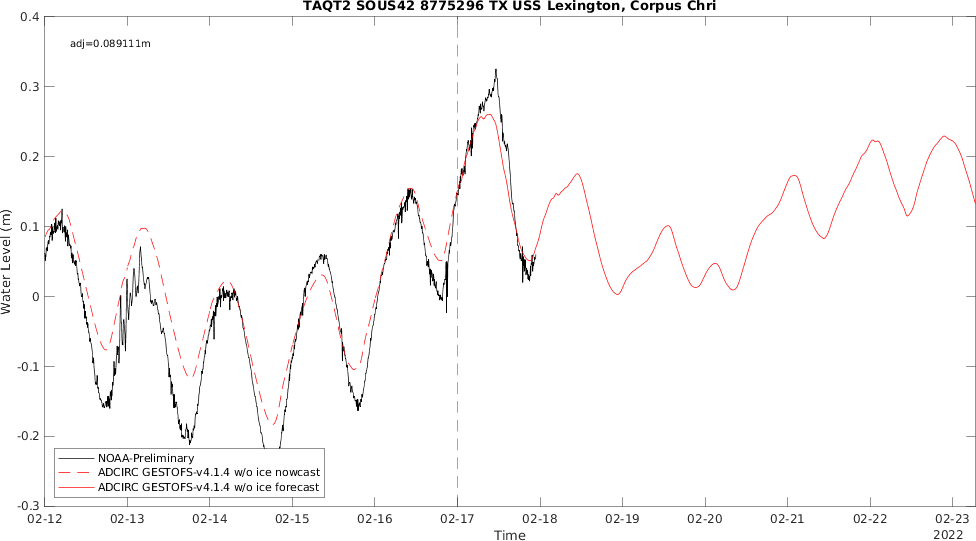 TAQT2 SOUS42 8775296 TX USS Lexington, Corpus Chri
adj=0.089111m
0.4
0.3
0.2
0.1
0
-0.1
-0.2
-0.3
Water Level (m)
NOAA-Preliminary
ADCIRC GESTOFS-v4.1.4 w/o ice nowcast
ADCIRC GESTOFS-v4.1.4 w/o ice forecast
02-12 02-13 02-14 02-15 02-16 02-17 02-18 02-19 02-20 02-21 02-22 02-23
Time
2022